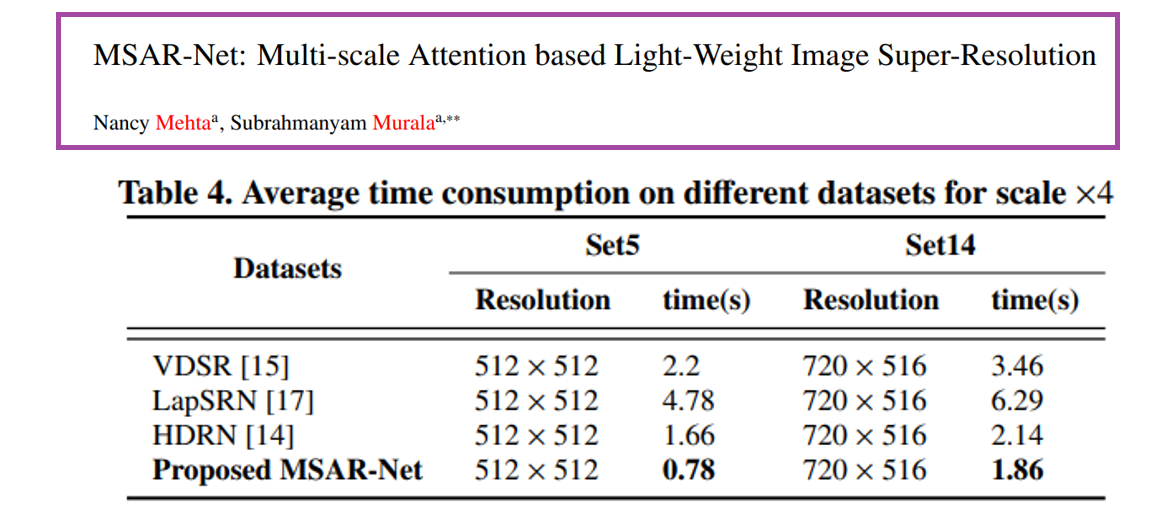 MSAR-Net: Multi-scale Attention based Light-Weight Image Super-Resolution
Nancy Mehtaᵃ, Subrahmanyam Muralaᵃ,**
Table 4. Average time consumption on different datasets for scale ×4
Datasets Set5 Set14
Resolution time(s) Resolution time(s)
VDSR [15] 512 × 512 2.2 720 × 516 3.46
LapSRN [17] 512 × 512 4.78 720 × 516 6.29
HDRN [14] 512 × 512 1.66 720 × 516 2.14
Proposed MSAR-Net 512 × 512 0.78 720 × 516 1.86